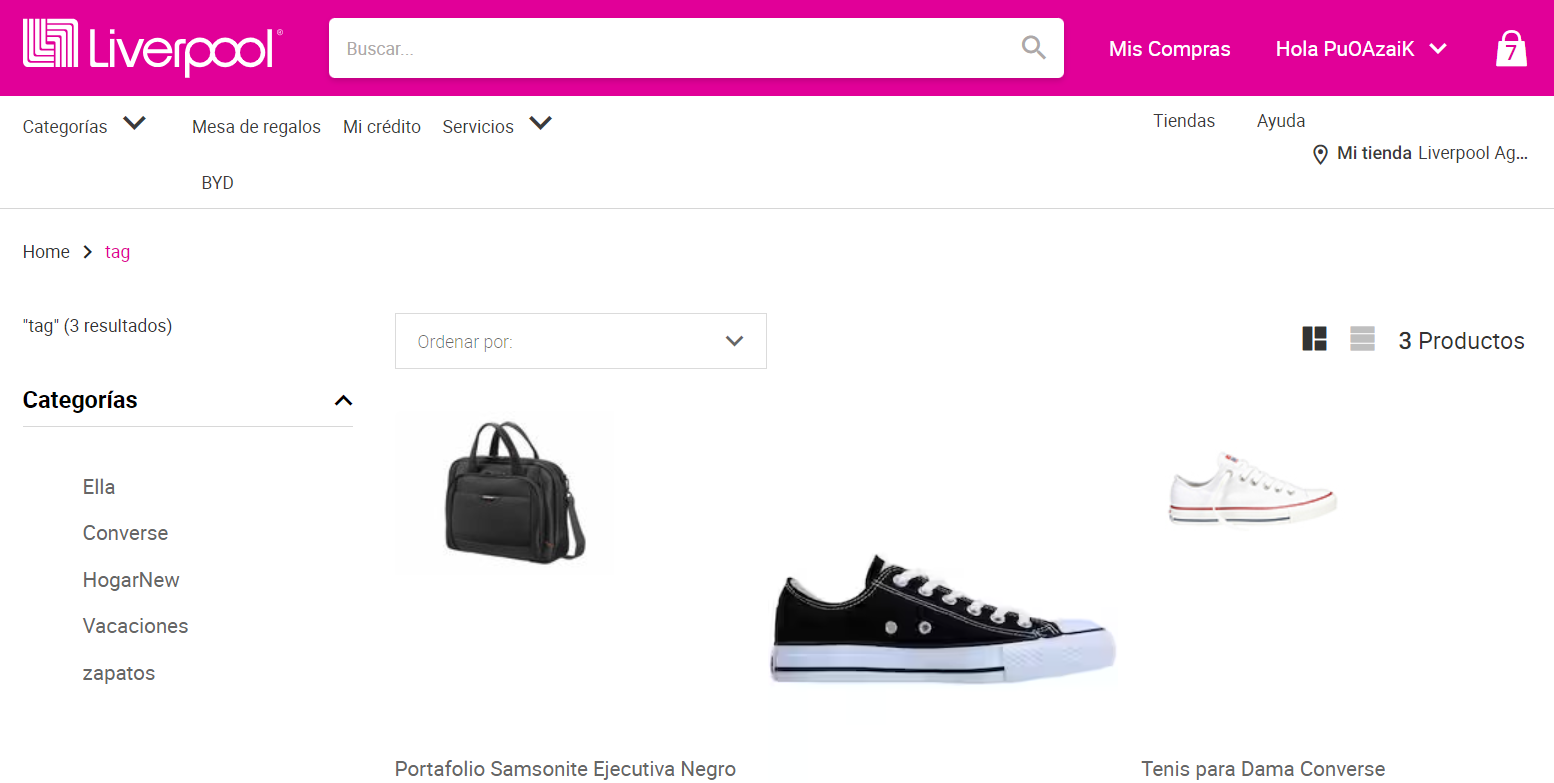 Liverpool®
Buscar...
Mis Compras
Hola PuOAzaiK
7
Categorías
Mesa de regalos
Mi crédito
Servicios
Tiendas
Ayuda
Mi tienda Liverpool Ag...
BYD
Home
tag
"tag" (3 resultados)
Ordenar por:
3 Productos
Categorías
Ella
Converse
HogarNew
Vacaciones
zapatos
Portafolio Samsonite Ejecutiva Negro
Tenis para Dama Converse